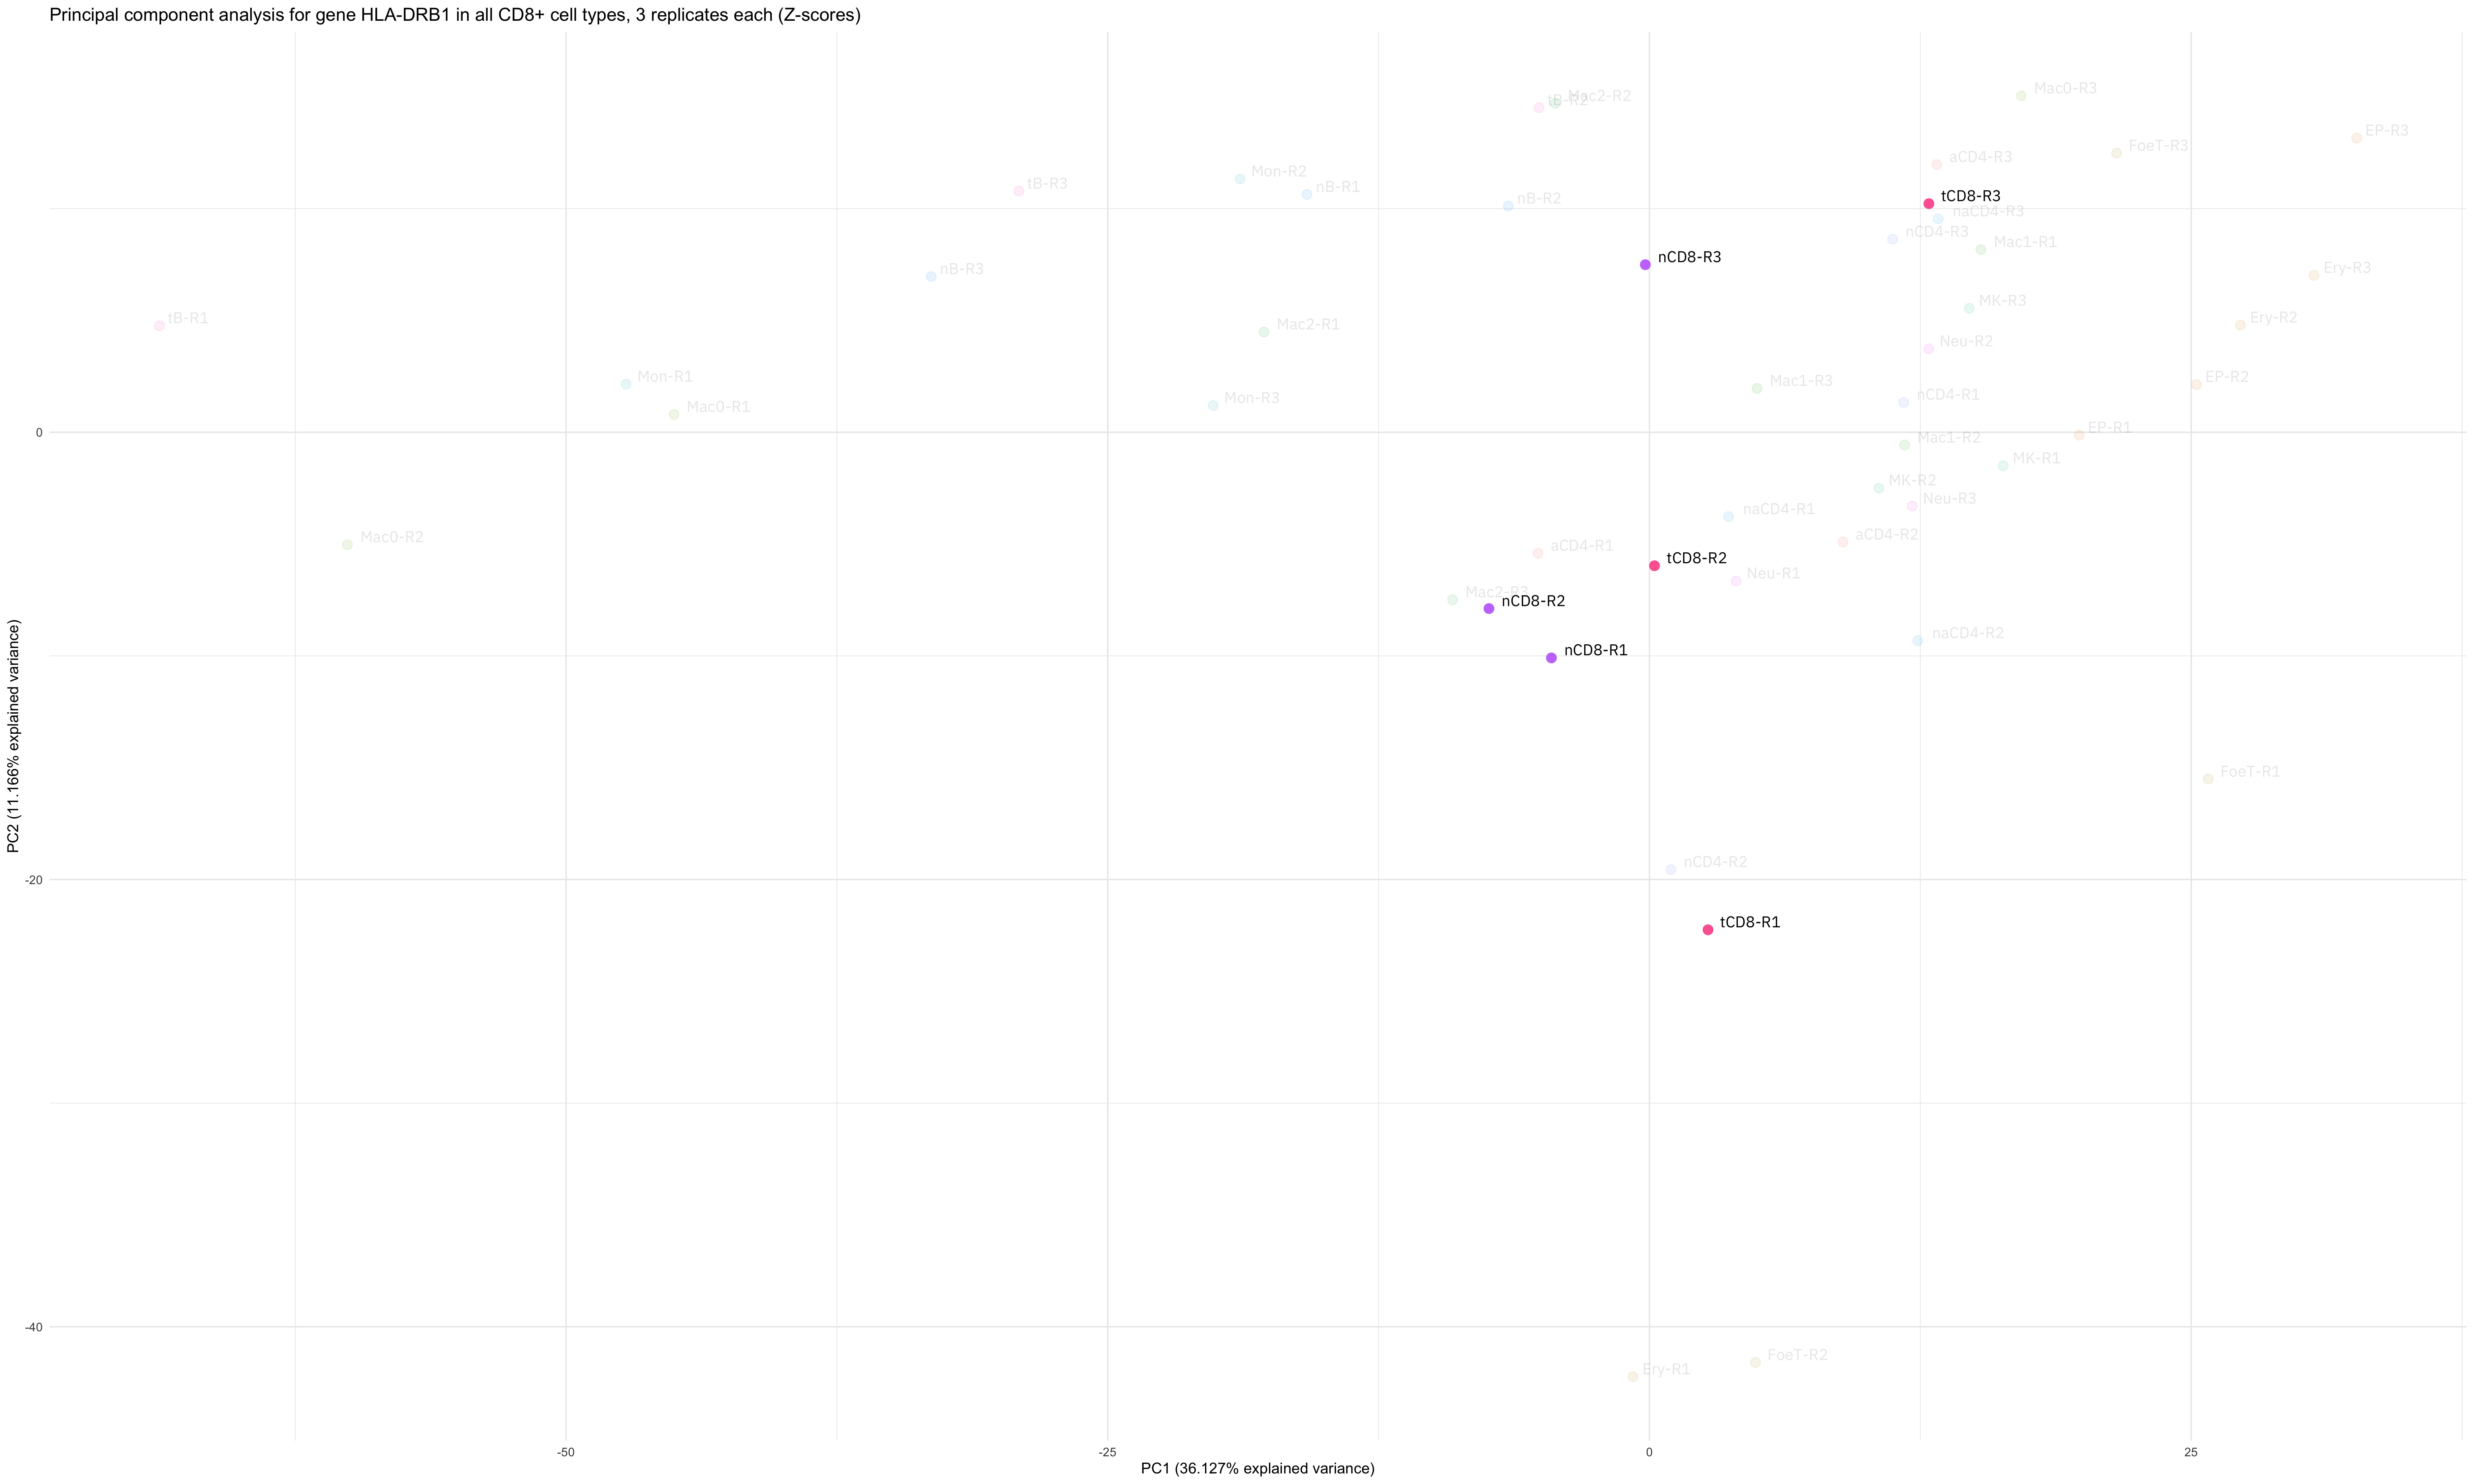 Principal component analysis for gene HLA-DRB1 in all CD8+ cell types, 3 replicates each (Z-scores)
Mac0-R3
Mac2-R2
tB-R2
EP-R3
FoeT-R3
aCD4-R3
Mon-R2
tB-R3
nB-R1
tCD8-R3
nB-R2
naCD4-R3
nCD4-R3
Mac1-R1
nCD8-R3
nB-R3
Ery-R3
MK-R3
tB-R1
Ery-R2
Mac2-R1
Neu-R2
Mon-R1
EP-R2
Mac1-R3
nCD4-R1
Mon-R3
Mac0-R1
EP-R1
0
Mac1-R2
MK-R1
MK-R2
Neu-R3
naCD4-R1
aCD4-R2
Mac0-R2
aCD4-R1
tCD8-R2
Neu-R1
Mac2-R3
nCD8-R2
naCD4-R2
nCD8-R1
PC2 (11.166% explained variance)
FoeT-R1
nCD4-R2
-20
tCD8-R1
-40
FoeT-R2
Ery-R1
-50
-25
0
25
PC1 (36.127% explained variance)